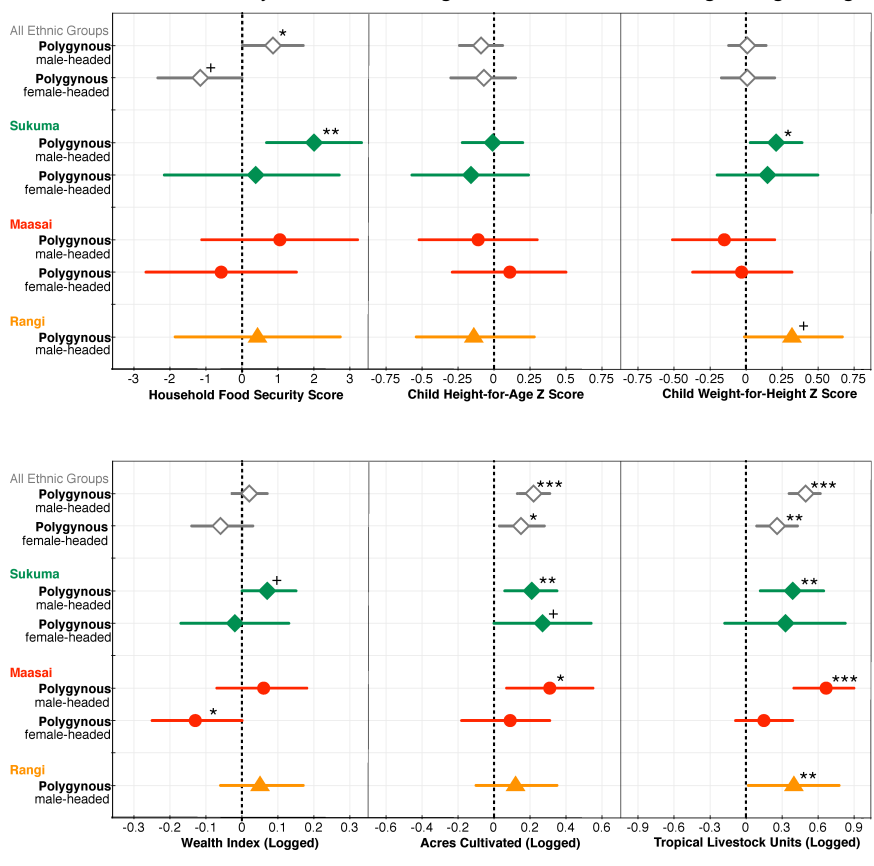 All Ethnic Groups
Polygynous
male-headed
*
Polygynous
female-headed
+
Sukuma
Polygynous
male-headed
**
*
Polygynous
female-headed
Maasai
Polygynous
male-headed
Polygynous
female-headed
Rangi
Polygynous
male-headed
+
-3 -2 -1 0 1 2 3 -0.75 -0.25 0 0.25 0.5 0.75 -0.75 -0.50 -0.25 0 0.25 0.50 0.75
Household Food Security Score Child Height-for-Age Z Score Child Weight-for-Height Z Score
All Ethnic Groups
Polygynous
male-headed
*** ***
Polygynous
female-headed
* **
Sukuma
Polygynous
male-headed
+ ** **
Polygynous
female-headed
+
Maasai
Polygynous
male-headed
* ***
Polygynous
female-headed
*
Rangi
Polygynous
male-headed
**
-0.3 -0.2 -0.1 0 0.1 0.2 0.3 -0.6 -0.4 -0.2 0 0.2 0.4 0.6 -0.9 -0.6 -0.3 0 0.3 0.6 0.9
Wealth Index (Logged) Acres Cultivated (Logged) Tropical Livestock Units (Logged)